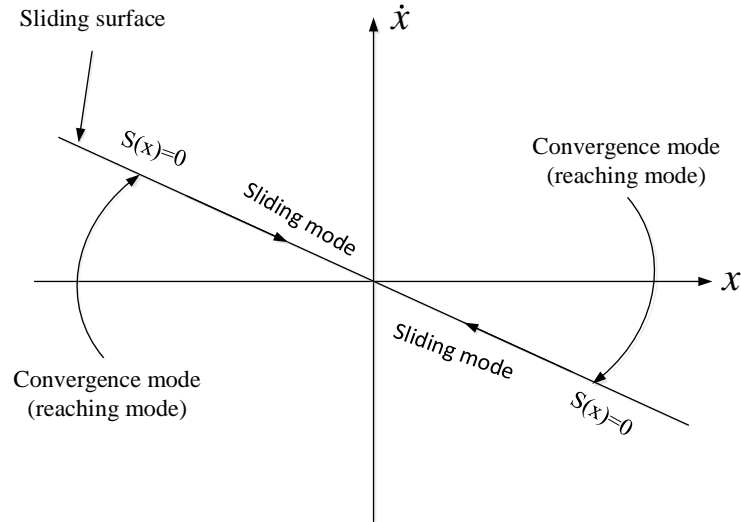 Sliding surface
ẋ
S(x)=0
Convergence mode
(reaching mode)
Sliding mode
x
Sliding mode
Convergence mode
(reaching mode)
S(x)=0